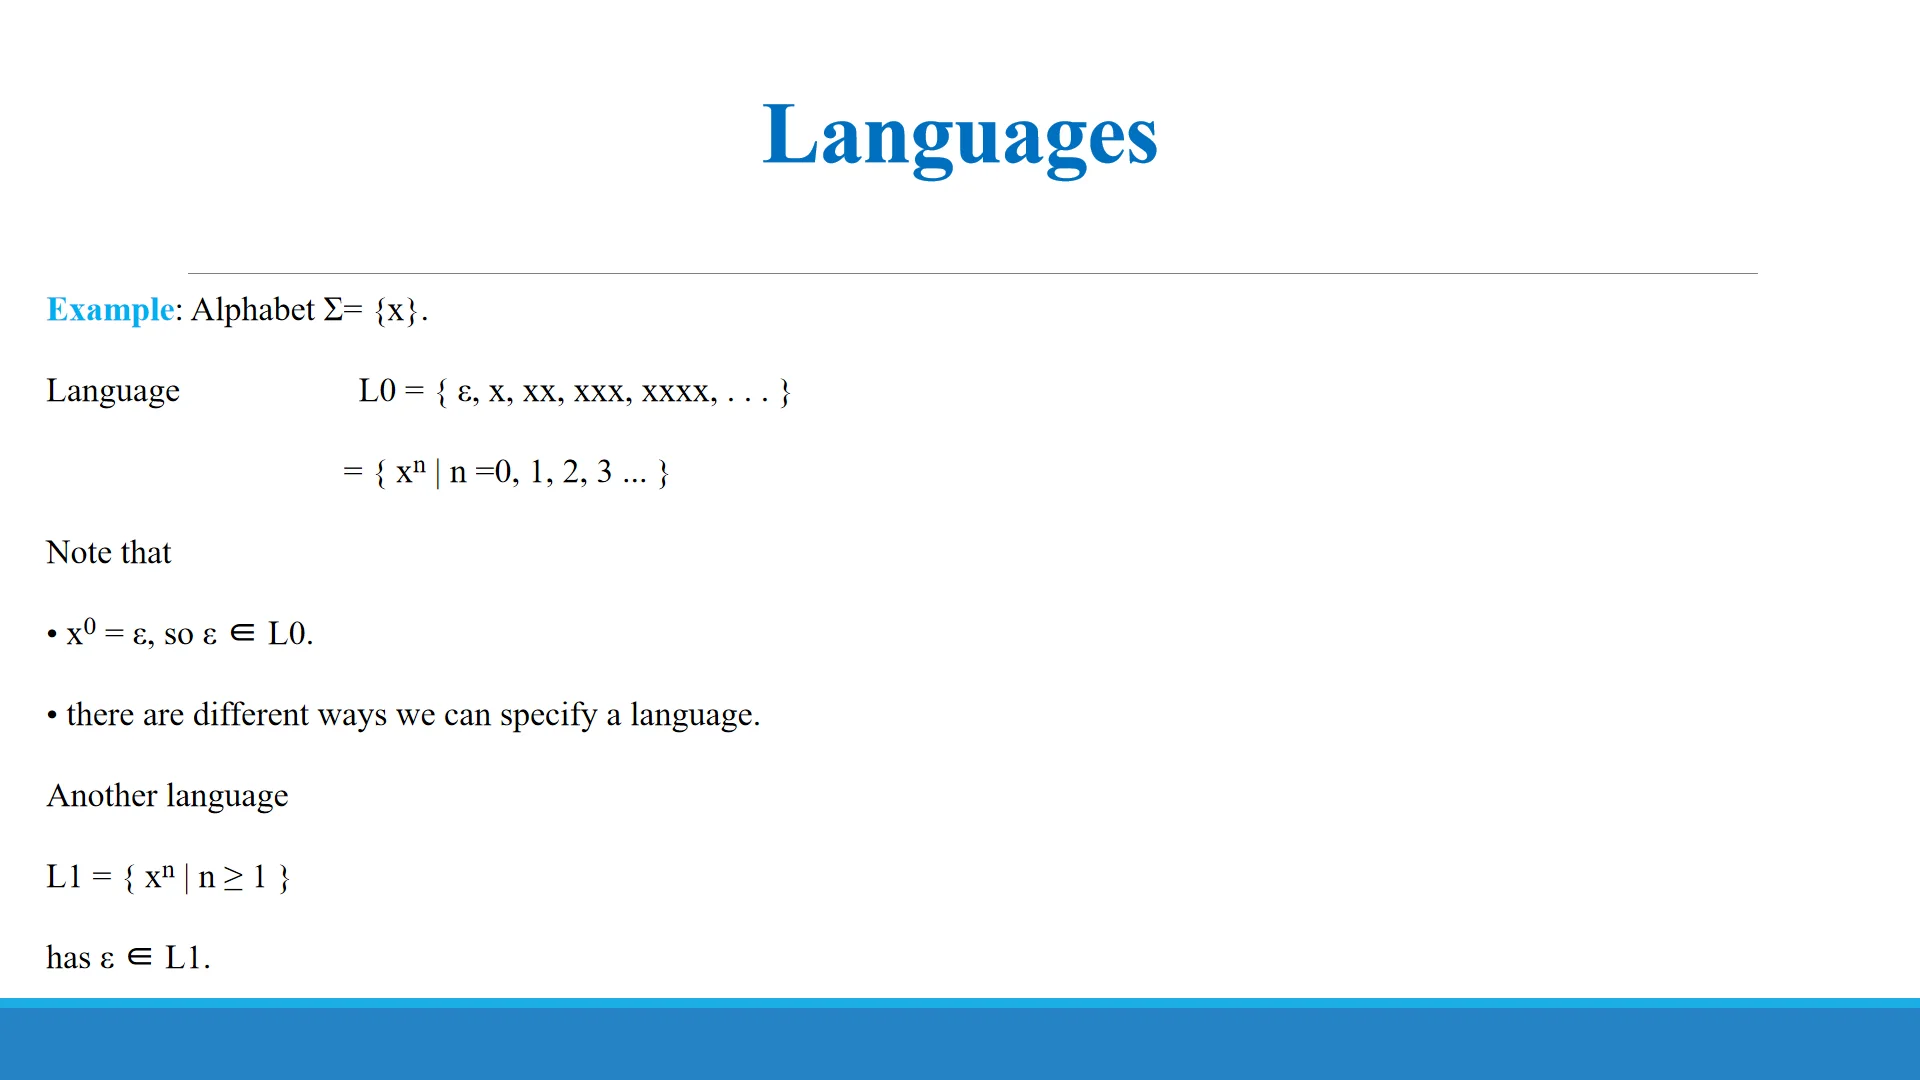 Languages
Example: Alphabet Σ= {x}.
Language L0 = { ε, x, xx, xxx, xxxx, . . . }
= { xⁿ | n =0, 1, 2, 3 ... }
Note that
• x⁰ = ε, so ε ∈ L0.
• there are different ways we can specify a language.
Another language
L1 = { xⁿ | n ≥ 1 }
has ε ∈ L1.